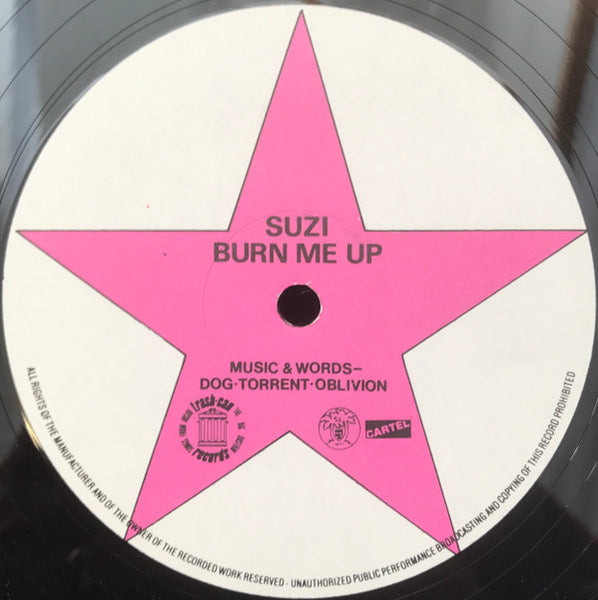 SUZI
BURN ME UP
MUSIC & WORDS-
DOG·TORRENT·OBLIVION
trash·can
records
CARTEL
ALL RIGHTS OF THE MANUFACTURER AND OF THE OWNER OF THE RECORDED WORK RESERVED - UNAUTHORIZED PUBLIC PERFORMANCE BROADCASTING AND COPYING OF THIS RECORD PROHIBITED